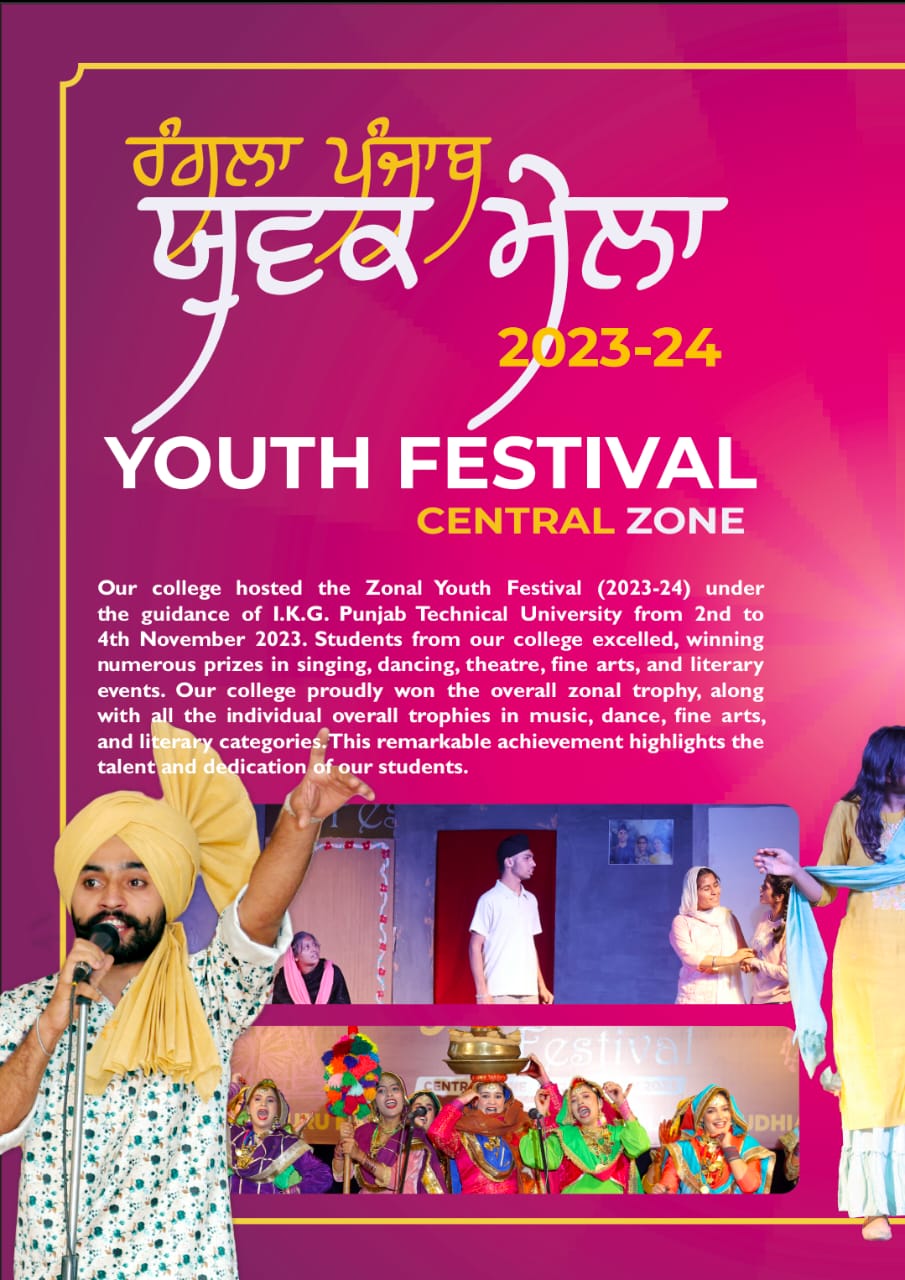 ਰੰਗਲਾ ਪੰਜਾਬ
ਯੁਵਕ ਮੇਲਾ
2023-24
YOUTH FESTIVAL
CENTRAL ZONE
Our college hosted the Zonal Youth Festival (2023-24) under
the guidance of I.K.G. Punjab Technical University from 2nd to
4th November 2023. Students from our college excelled, winning
numerous prizes in singing, dancing, theatre, fine arts, and literary
events. Our college proudly won the overall zonal trophy, along
with all the individual overall trophies in music, dance, fine arts,
and literary categories. This remarkable achievement highlights the
talent and dedication of our students.
Festival